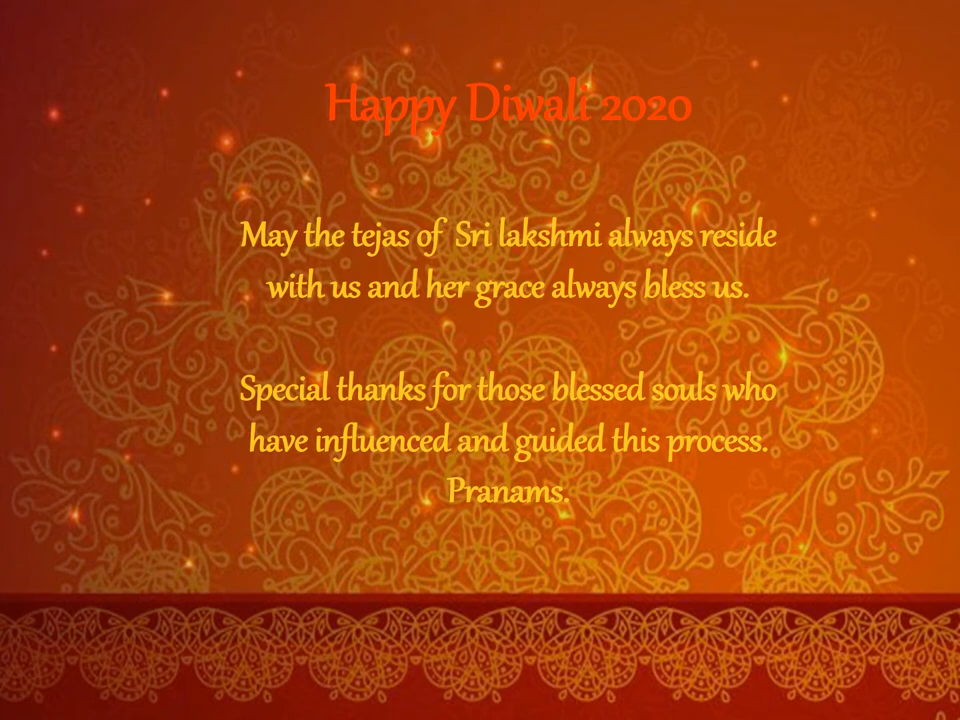 Happy Diwali 2020
May the tejas of Sri lakshmi always reside
with us and her grace always bless us.
Special thanks for those blessed souls who
have influenced and guided this process.
Pranams.